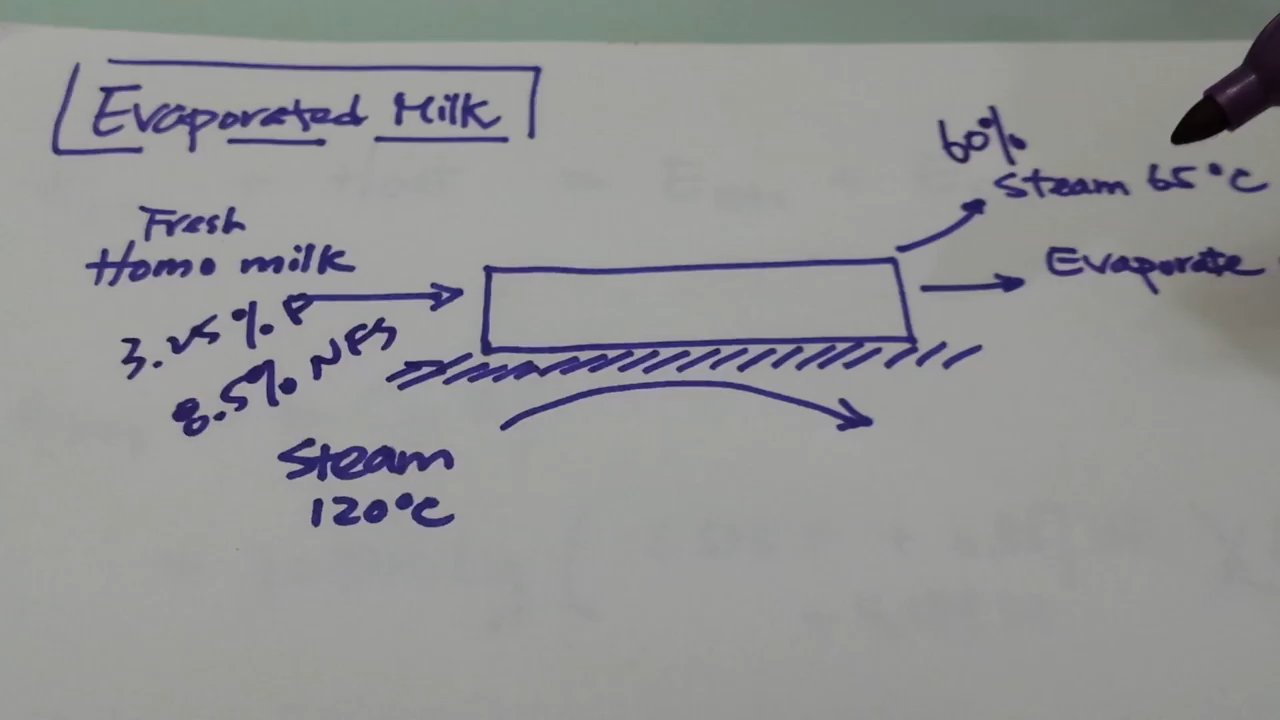 Evaporated Milk
Fresh
Homo milk
3.25% F
8.5% NFS
Steam
120°C
60%
Steam 65°C
Evaporate